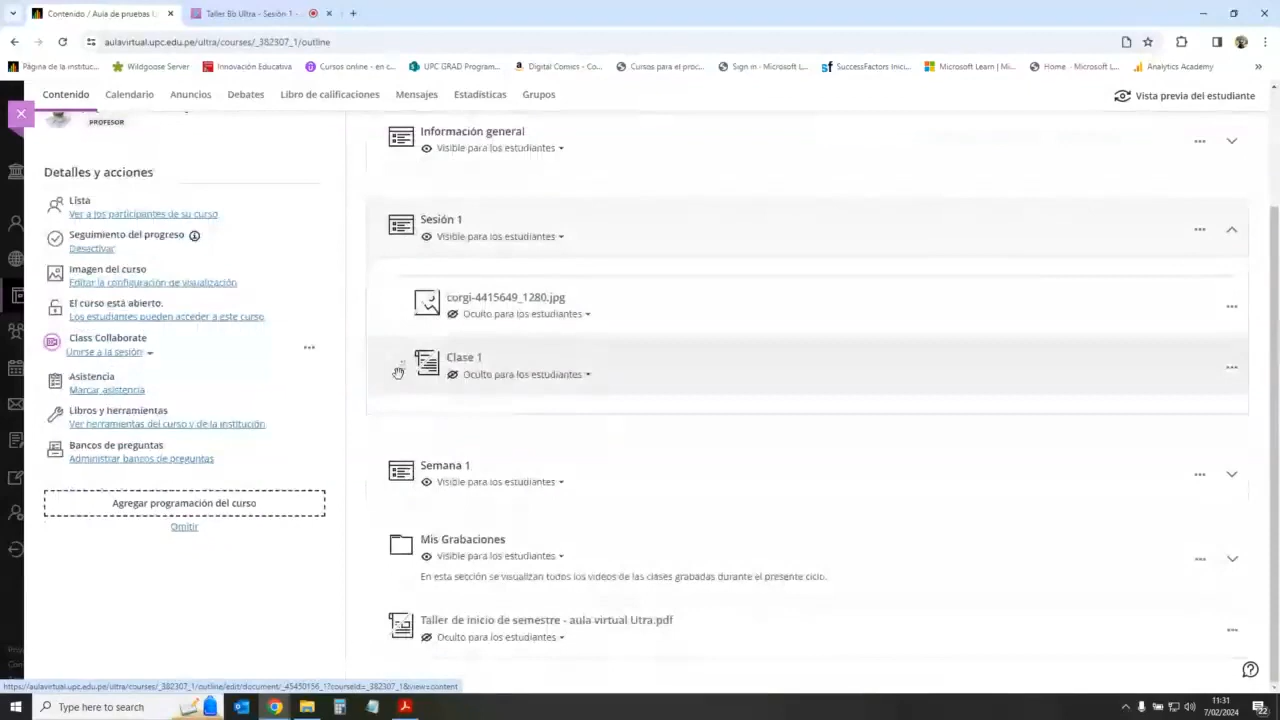 Contenido / Aula de pruebas
Taller Bb Ultra - Sesión 1 -
aulavirtual.upc.edu.pe/ultra/courses/_382307_1/outline
Página de la instituc...
Wildgoose Server
Innovación Educativa
Cursos online - en c...
UPC GRAD Program...
Digital Comics - Co...
Cursos para el proc...
Sign in - Microsoft L...
SuccessFactors Inici...
Microsoft Learn | Mi...
Home - Microsoft L...
Analytics Academy
»
Contenido
Calendario
Anuncios
Debates
Libro de calificaciones
Mensajes
Estadísticas
Grupos
Vista previa del estudiante
PROFESOR
Detalles y acciones
Lista
Ver a los participantes de su curso
Seguimiento del progreso
Desactivar
Imagen del curso
Editar la configuración de visualización
El curso está abierto.
Los estudiantes pueden acceder a este curso
Class Collaborate
Unirse a la sesión
Asistencia
Marcar asistencia
Libros y herramientas
Ver herramientas del curso y de la institución
Bancos de preguntas
Administrar bancos de preguntas
Agregar programación del curso
Omitir
Información general
Visible para los estudiantes
Sesión 1
Visible para los estudiantes
corgi-4415649_1280.jpg
Oculto para los estudiantes
Clase 1
Oculto para los estudiantes
Semana 1
Visible para los estudiantes
Mis Grabaciones
Visible para los estudiantes
En esta sección se visualizan todos los videos de las clases grabadas durante el presente ciclo.
Taller de inicio de semestre - aula virtual Utra.pdf
Oculto para los estudiantes
https://aulavirtual.upc.edu.pe/ultra/courses/_382307_1/outline/edit/document/_45450156_1?courseId=_382307_1&view=content
Type here to search
11:31
7/02/2024
22